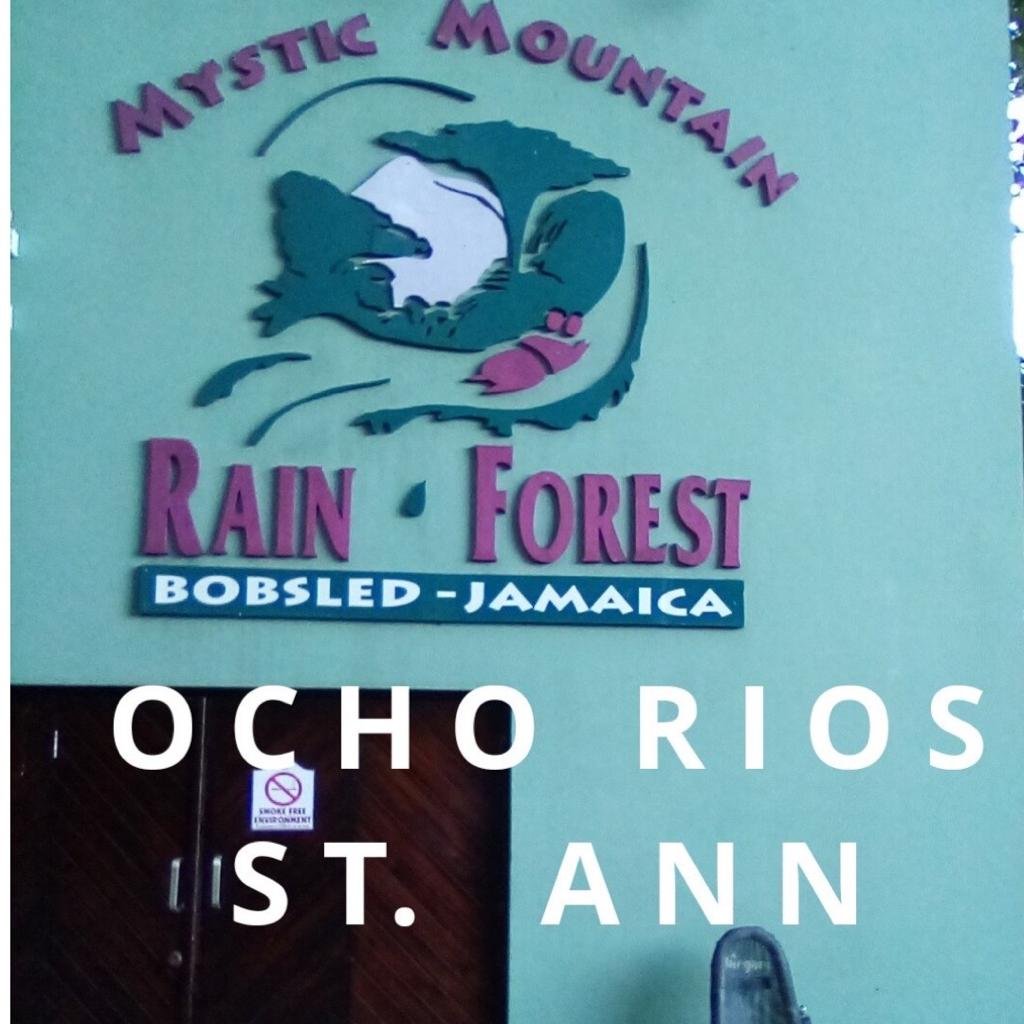 MYSTIC MOUNTAIN
RAIN FOREST
BOBSLED - JAMAICA
OCHO RIOS
SMOKE FREE
ENVIRONMENT
ST. ANN